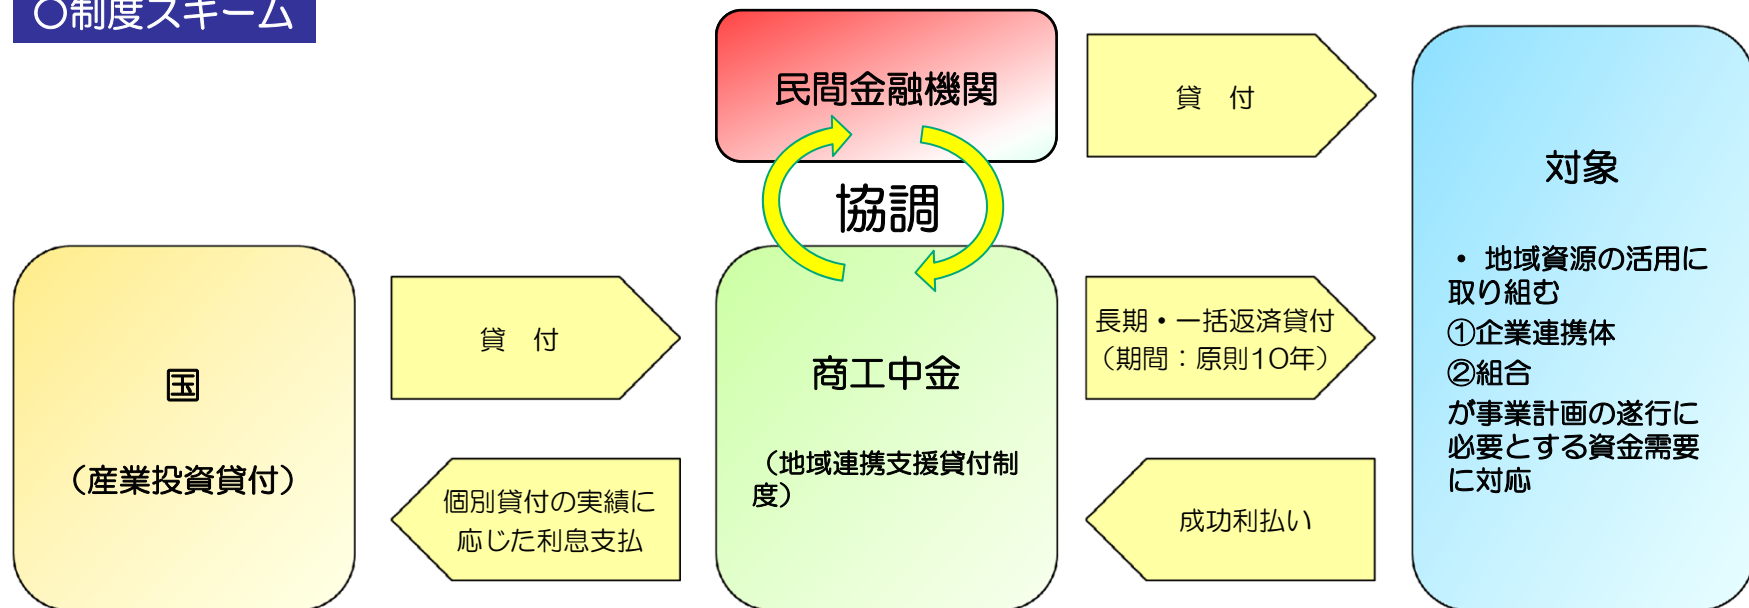 〇制度スキーム
民間金融機関
貸　付
協調
対象
・ 地域資源の活用に
取り組む
①企業連携体
②組合
が事業計画の遂行に
必要とする資金需要
に対応
国
（産業投資貸付）
貸　付
商工中金
（地域連携支援貸付制
度）
長期・一括返済貸付
（期間：原則10年）
個別貸付の実績に
応じた利息支払
成功利払い